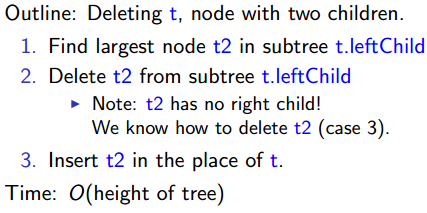 Outline: Deleting t, node with two children.
1. Find largest node t2 in subtree t.leftChild
2. Delete t2 from subtree t.leftChild
▶ Note: t2 has no right child!
We know how to delete t2 (case 3).
3. Insert t2 in the place of t.
Time: O(height of tree)